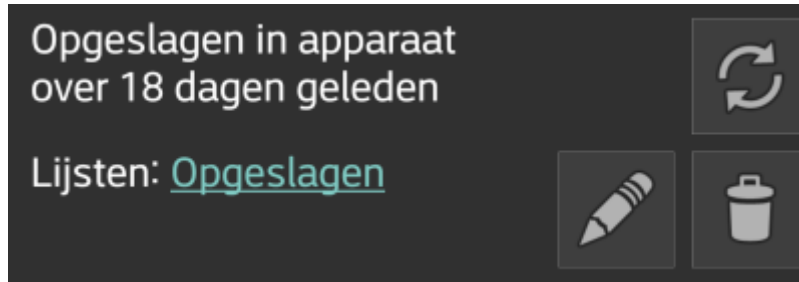 Opgeslagen in apparaat
over 18 dagen geleden
Lijsten: Opgeslagen